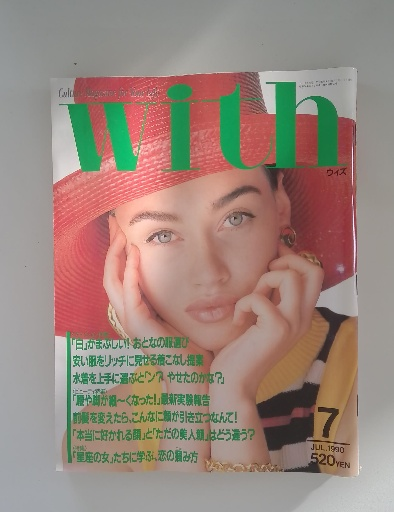 with
ウィズ
「白」がまぶしい!おとなの服選び
安い服をリッチに見せる着こなし提案
水着を上手に選ぶと「ン?やせたのかな?」
「腰や脚が細〜くなった!」最新実験報告
前髪を変えたら、こんなに顔が引き立つなんて!
「本当に好かれる顔」と「ただの美人顔」はどう違う?
「星座の女」たちに学ぶ、恋の掴み方
7
JUL. 1990
520YEN